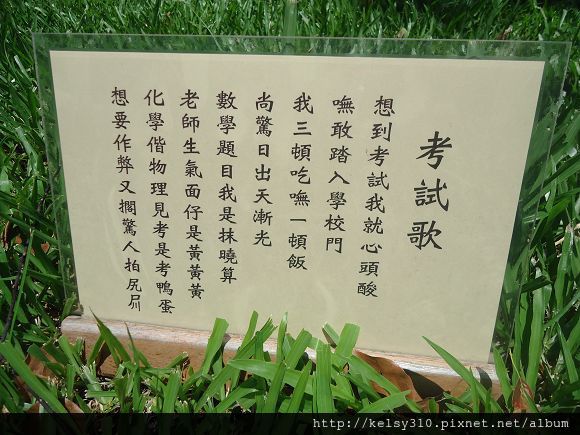 考試歌
想到考試我就心頭酸
嘸敢踏入學校門
我三頓吃嘸一頓飯
尚驚日出天漸光
數學題目我是抹曉算
老師生氣面仔是黃黃黃
化學偕物理見考是考鴨蛋
想要作弊又擱驚人拍尻川
http://kelsy310.pixnet.net/album